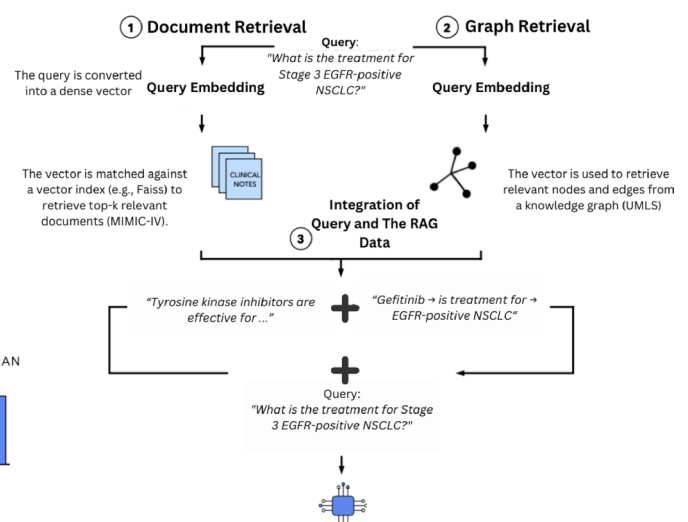 1 Document Retrieval
2 Graph Retrieval
Query:
"What is the treatment for
Stage 3 EGFR-positive
NSCLC?"
The query is converted
into a dense vector
Query Embedding
Query Embedding
The vector is matched against
a vector index (e.g., Faiss) to
retrieve top-k relevant
documents (MIMIC-IV).
CLINICAL
NOTES
The vector is used to retrieve
relevant nodes and edges from
a knowledge graph (UMLS)
Integration of
Query and The RAG
Data
3
“Tyrosine kinase inhibitors are
effective for ...”
“Gefitinib → is treatment for →
EGFR-positive NSCLC“
AN
Query:
"What is the treatment for Stage
3 EGFR-positive NSCLC?"